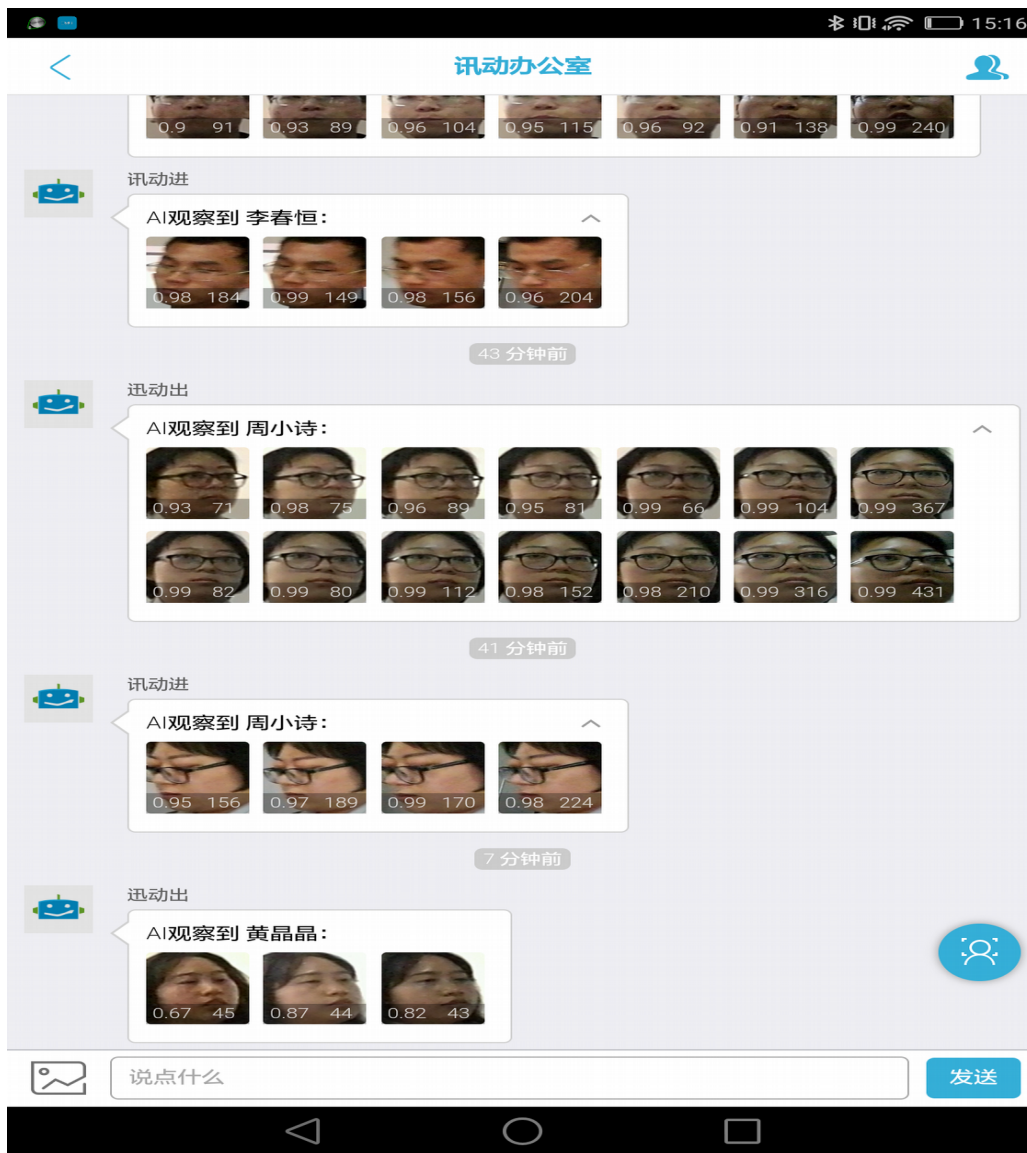 15:16
讯动办公室
0.9 91 0.93 89 0.96 104 0.95 115 0.96 92 0.91 138 0.99 240
讯动进
AI观察到 李春恒：
0.98 184 0.99 149 0.98 156 0.96 204
43 分钟前
迅动出
AI观察到 周小诗：
0.93 71 0.98 75 0.96 89 0.95 81 0.99 66 0.99 104 0.99 367
0.99 82 0.99 80 0.99 112 0.98 152 0.98 210 0.99 316 0.99 431
41 分钟前
讯动进
AI观察到 周小诗：
0.95 156 0.97 189 0.99 170 0.98 224
7 分钟前
迅动出
AI观察到 黄晶晶：
0.67 45 0.87 44 0.82 43
说点什么
发送